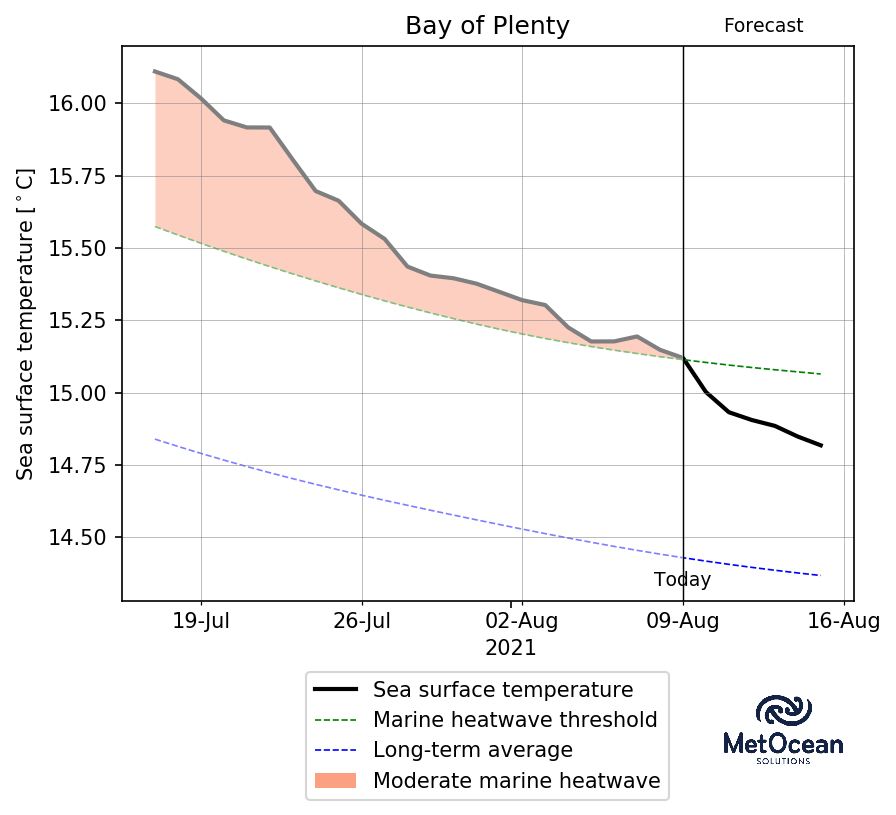 Bay of Plenty
Forecast
Sea surface temperature [°C]
16.00
15.75
15.50
15.25
15.00
14.75
14.50
Today
19-Jul 26-Jul 02-Aug 09-Aug 16-Aug
2021
Sea surface temperature
Marine heatwave threshold
Long-term average
Moderate marine heatwave
MetOcean
SOLUTIONS